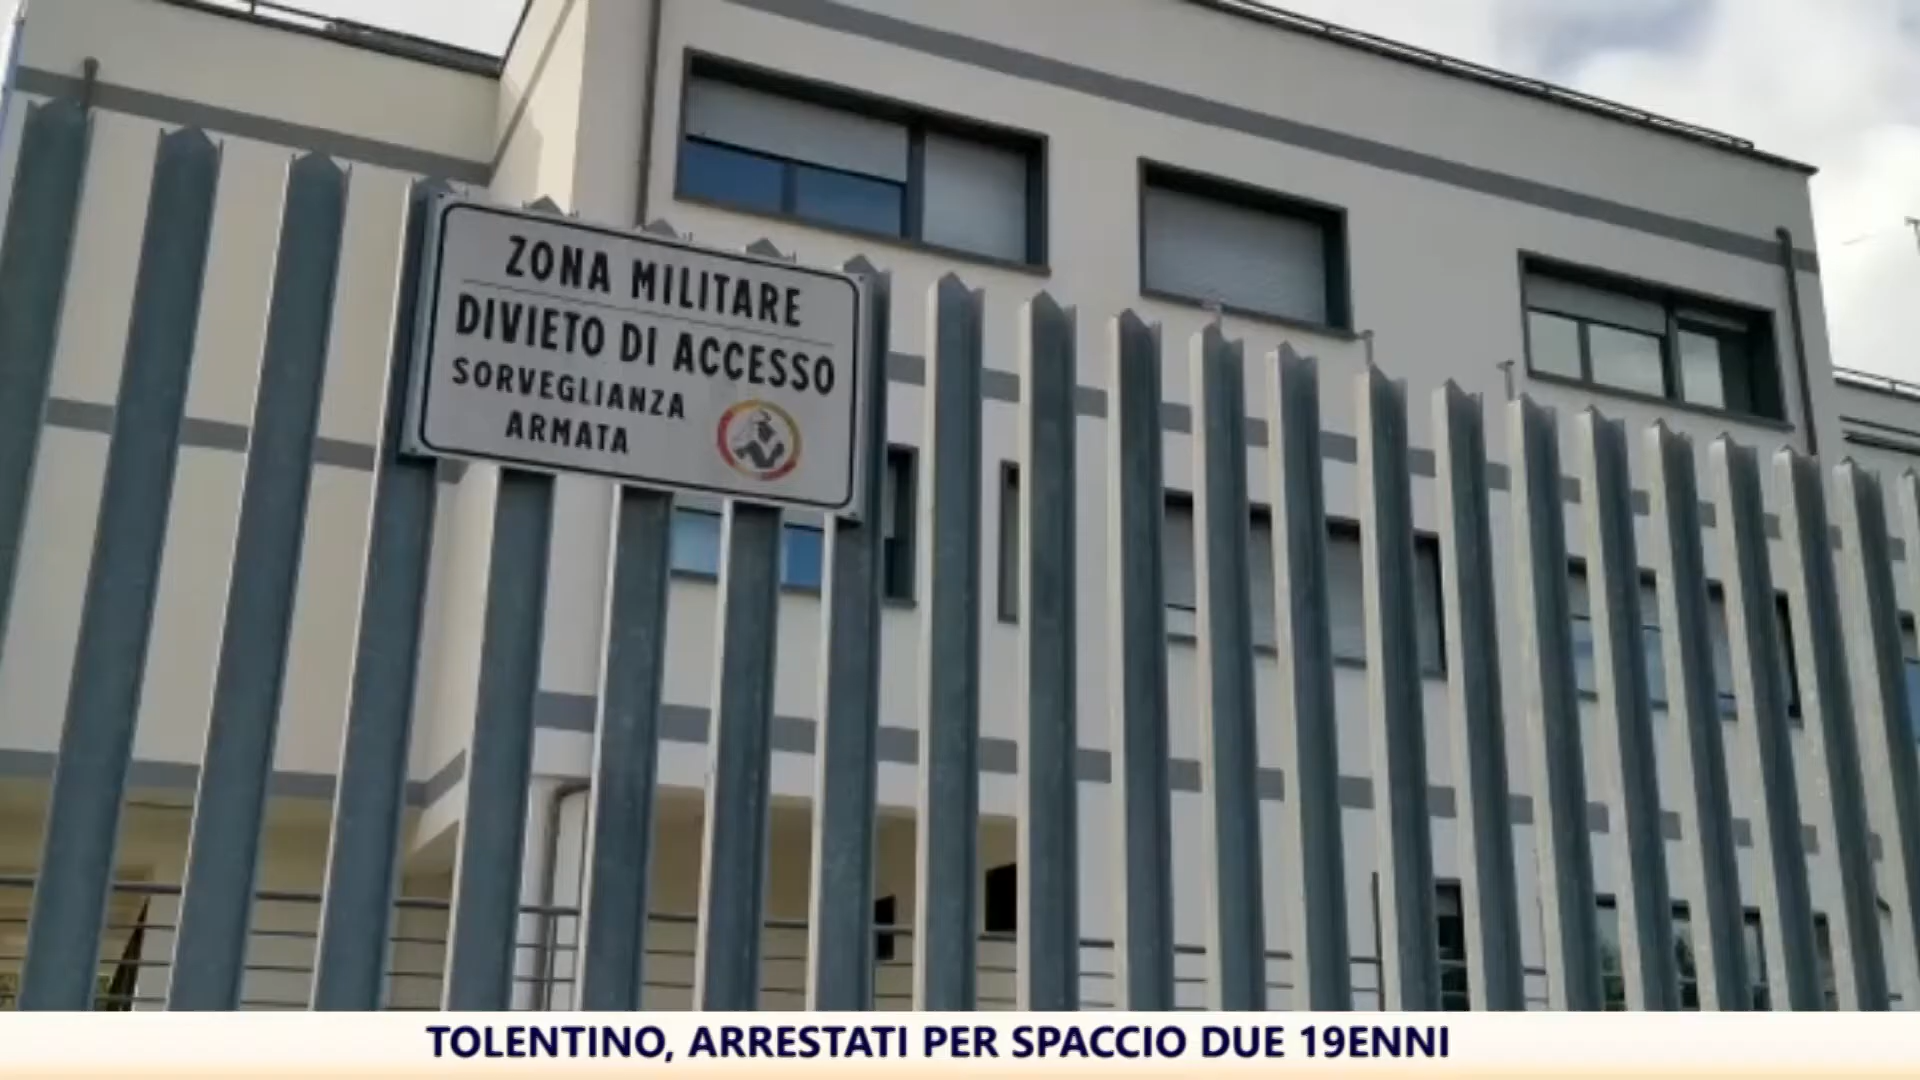 ZONA MILITARE
DIVIETO DI ACCESSO
SORVEGLIANZA
ARMATA
TOLENTINO, ARRESTATI PER SPACCIO DUE 19ENNI